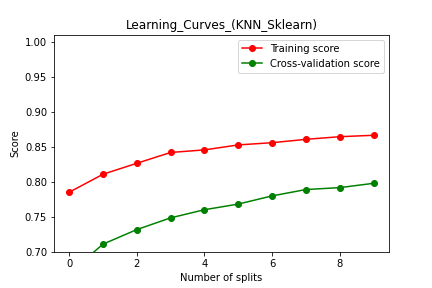 Learning_Curves_(KNN_Sklearn)
Training score
Cross-validation score
1.00
0.95
0.90
0.85
0.80
0.75
0.70
Score
0 2 4 6 8
Number of splits